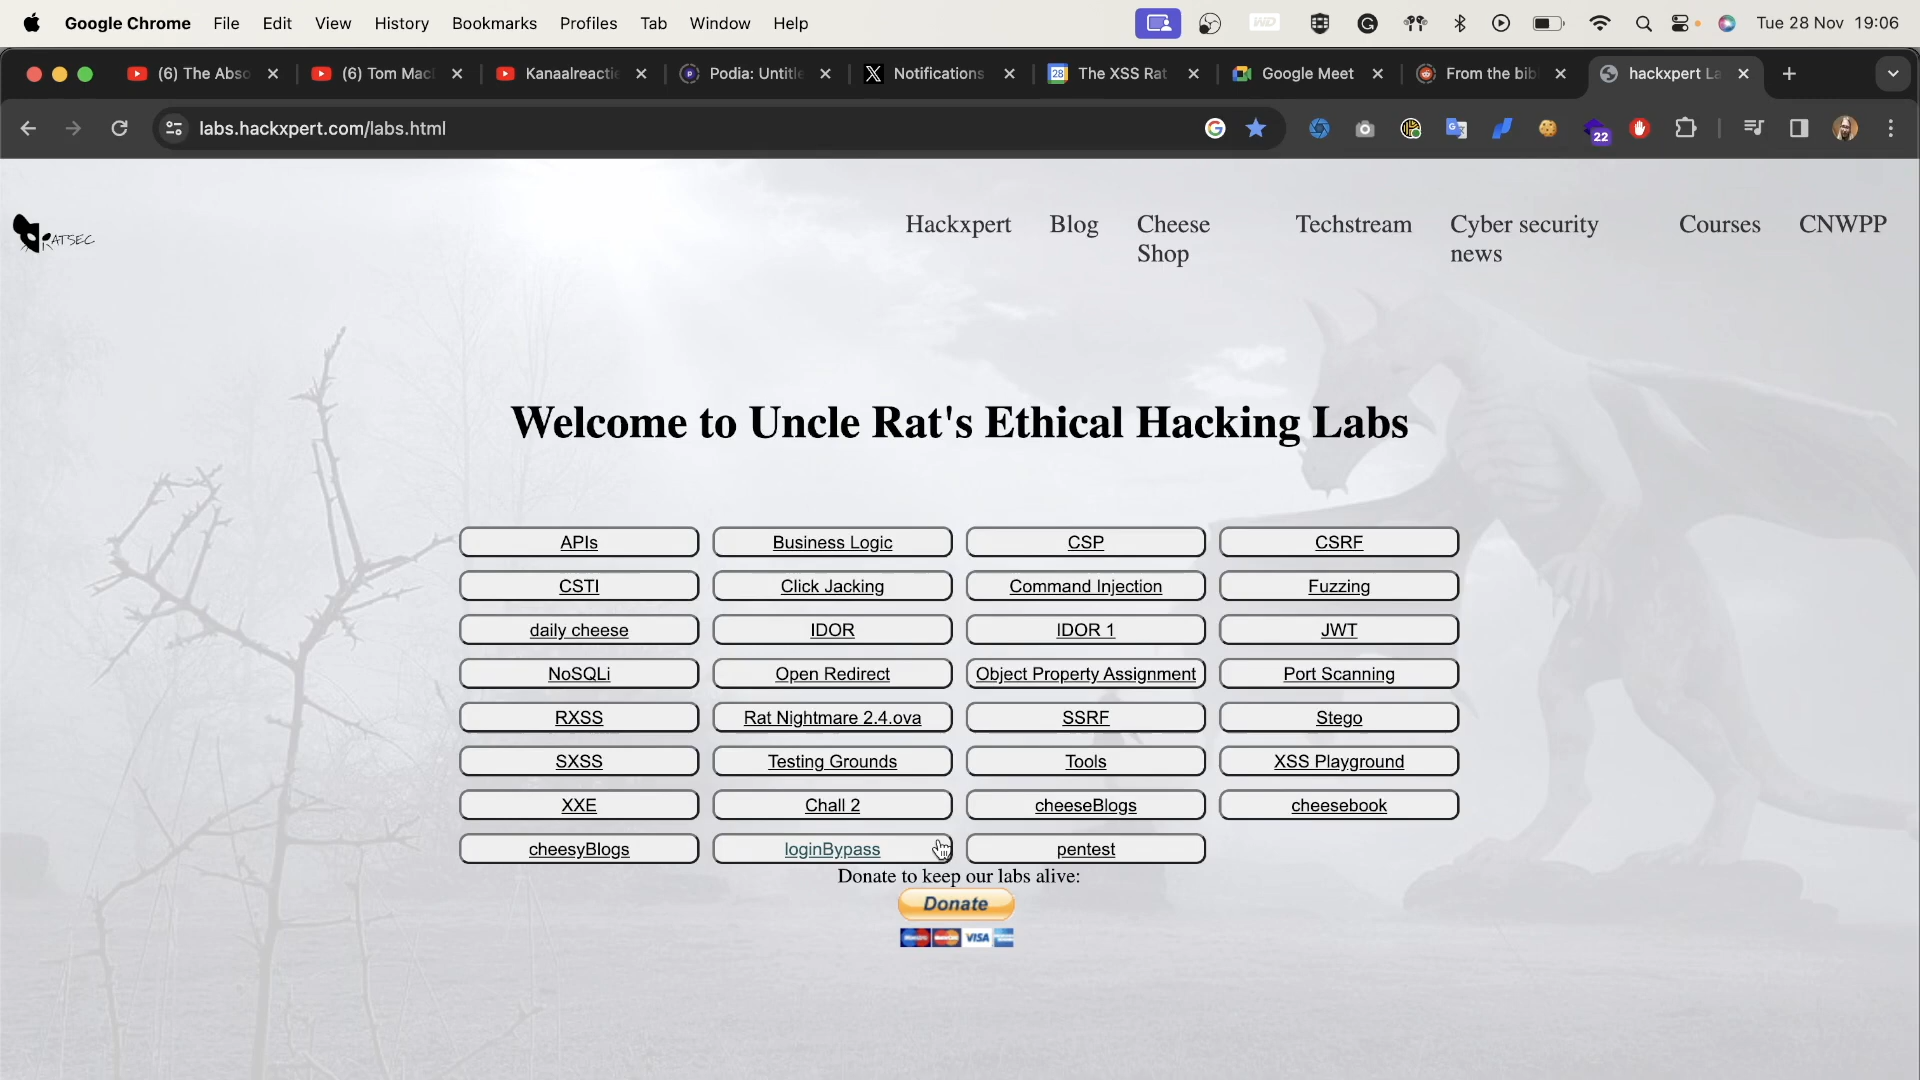 Google Chrome File Edit View History Bookmarks Profiles Tab Window Help WD Tue 28 Nov 19:06
(6) The Abso (6) Tom Mac Kanaalreactie Podia: Untitle Notifications The XSS Rat Google Meet From the bib hackxpert La
labs.hackxpert.com/labs.html 22
RATSEC
Hackxpert Blog Cheese Shop Techstream Cyber security news Courses CNWPP
Welcome to Uncle Rat's Ethical Hacking Labs
APIs Business Logic CSP CSRF
CSTI Click Jacking Command Injection Fuzzing
daily cheese IDOR IDOR 1 JWT
NoSQLi Open Redirect Object Property Assignment Port Scanning
RXSS Rat Nightmare 2.4.ova SSRF Stego
SXSS Testing Grounds Tools XSS Playground
XXE Chall 2 cheeseBlogs cheesebook
cheesyBlogs loginBypass pentest
Donate to keep our labs alive:
Donate
VISA